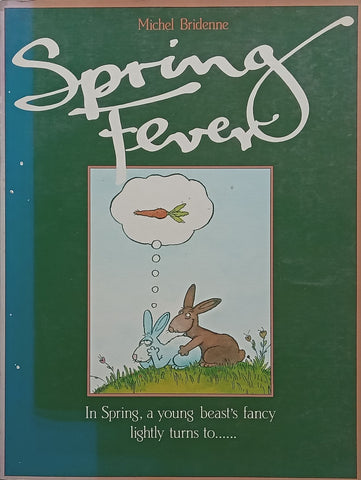 Michel Bridenne
Spring
Fever
In Spring, a young beast's fancy
lightly turns to......